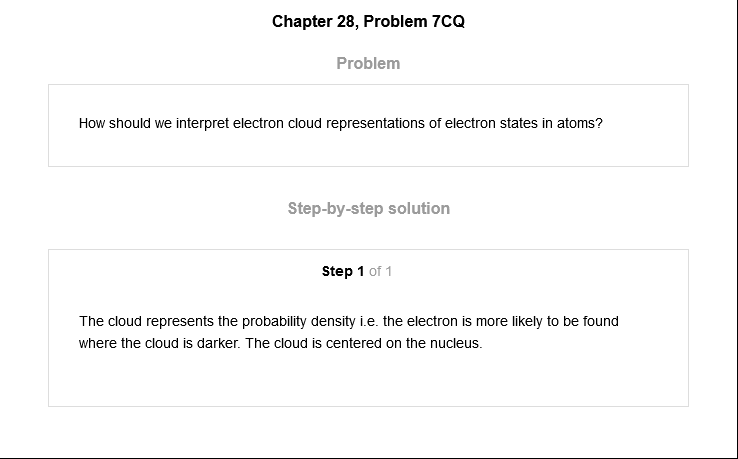 Chapter 28, Problem 7CQ
Problem
How should we interpret electron cloud representations of electron states in atoms?
Step-by-step solution
Step 1 of 1
The cloud represents the probability density i.e. the electron is more likely to be found
where the cloud is darker. The cloud is centered on the nucleus.